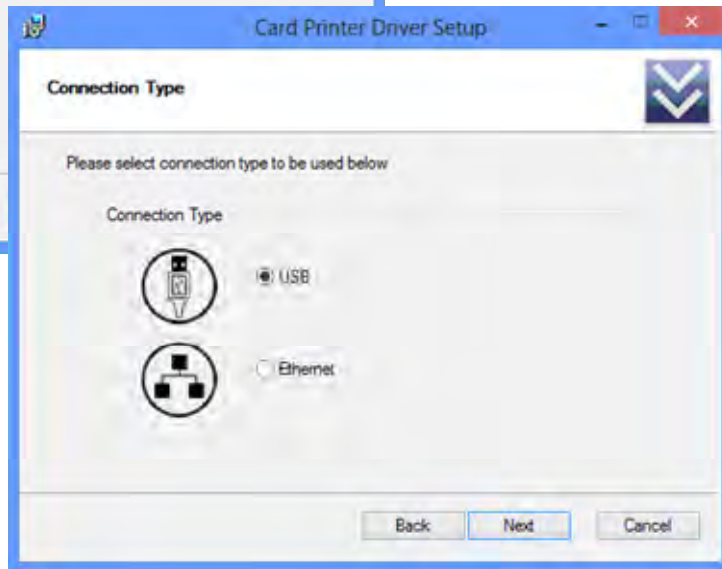 Card Printer Driver Setup
Connection Type
Please select connection type to be used below
Connection Type
USB
Ethernet
Back Next Cancel